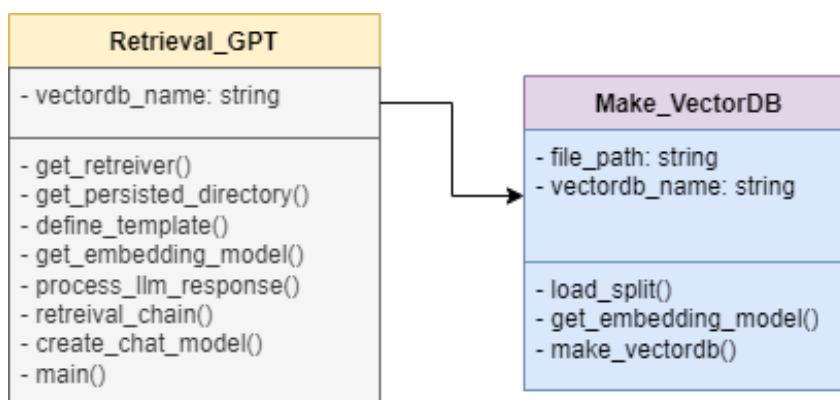 Retrieval_GPT
- vectordb_name: string
- get_retreiver()
- get_persisted_directory()
- define_template()
- get_embedding_model()
- process_llm_response()
- retreival_chain()
- create_chat_model()
- main()
Make_VectorDB
- file_path: string
- vectordb_name: string
- load_split()
- get_embedding_model()
- make_vectordb()